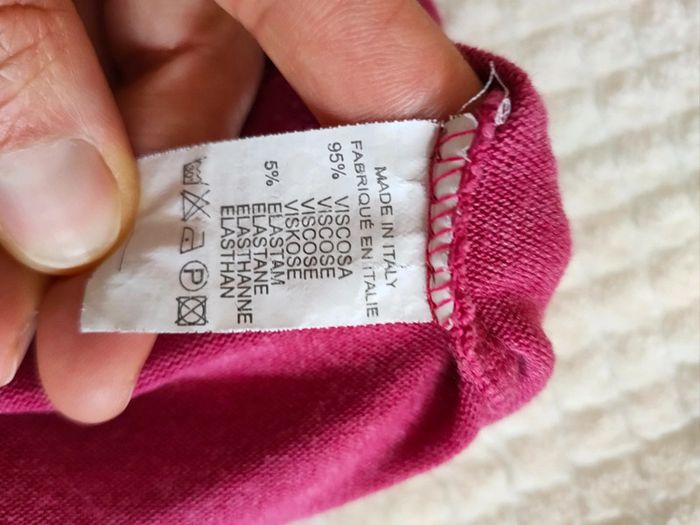 MADE IN ITALY
FABRIQUÉ EN ITALIE
95% VISCOSA
VISCOSE
VISCOSE
VISKOSE
5% ELASTAM
ELASTANE
ELASTHANNE
ELASTHAN
P